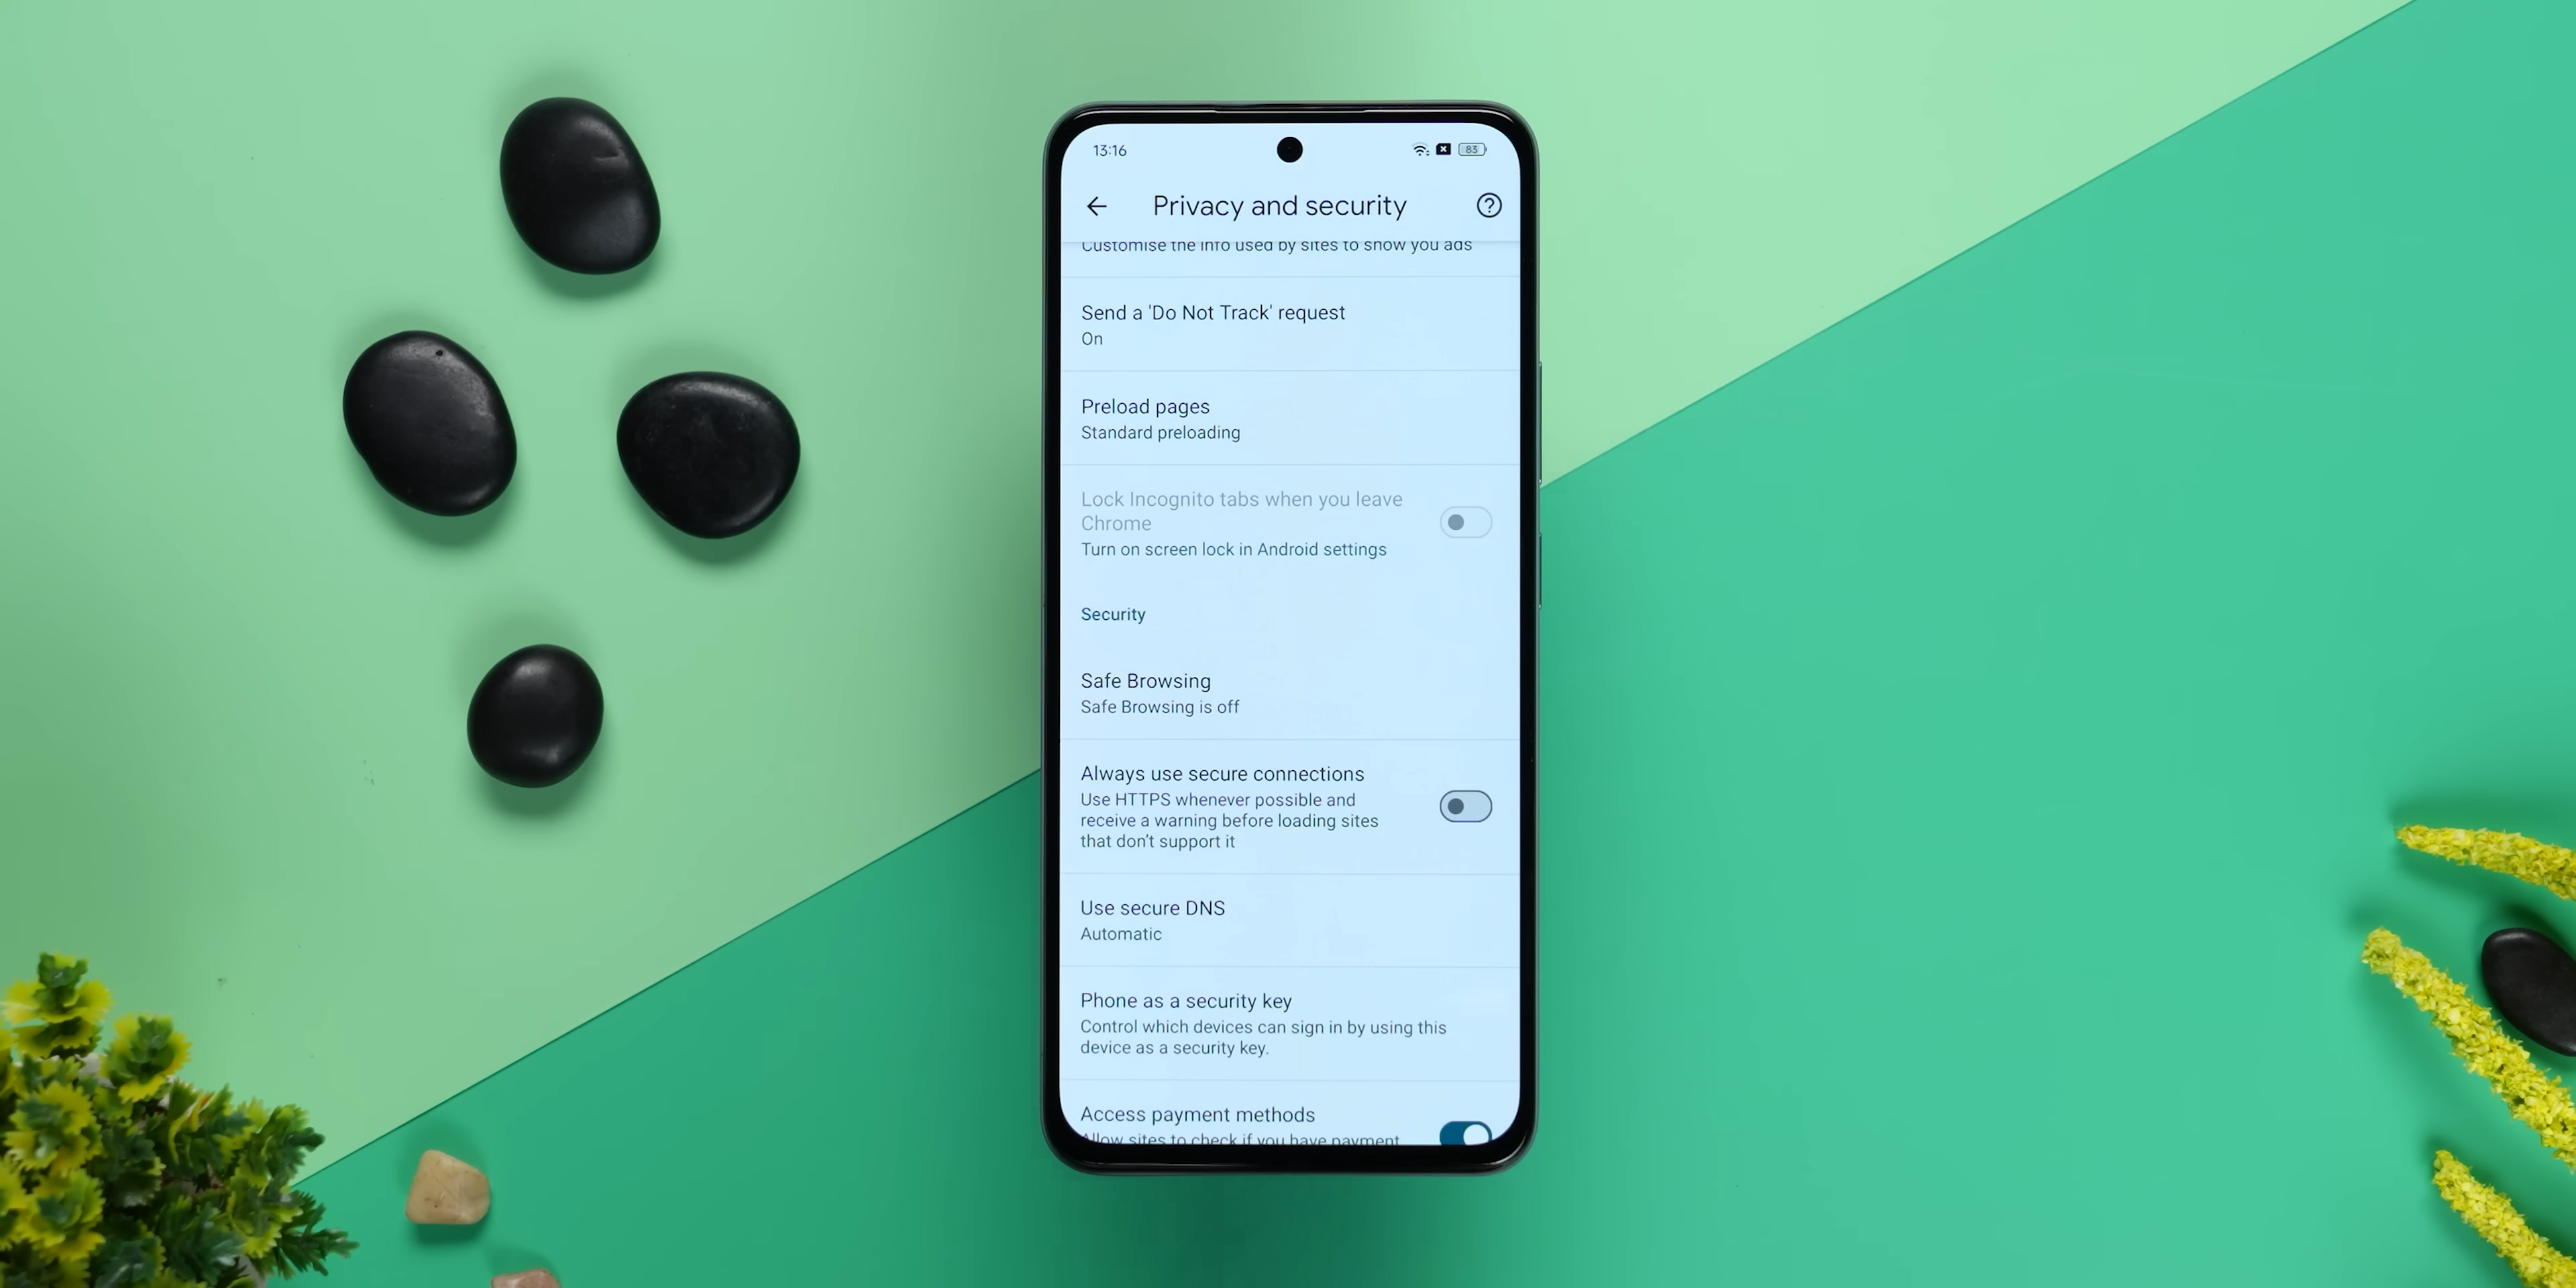 13:16
83
Privacy and security
Customise the info used by sites to show you ads
Send a 'Do Not Track' request
On
Preload pages
Standard preloading
Lock Incognito tabs when you leave
Chrome
Turn on screen lock in Android settings
Security
Safe Browsing
Safe Browsing is off
Always use secure connections
Use HTTPS whenever possible and
receive a warning before loading sites
that don't support it
Use secure DNS
Automatic
Phone as a security key
Control which devices can sign in by using this
device as a security key.
Access payment methods
Allow sites to check if you have payment